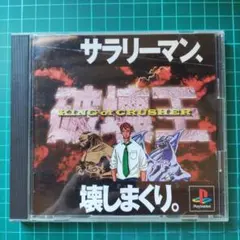 サラリーマン、
破壊王
KING of CRUSHER
壊しまくり。
PlayStation